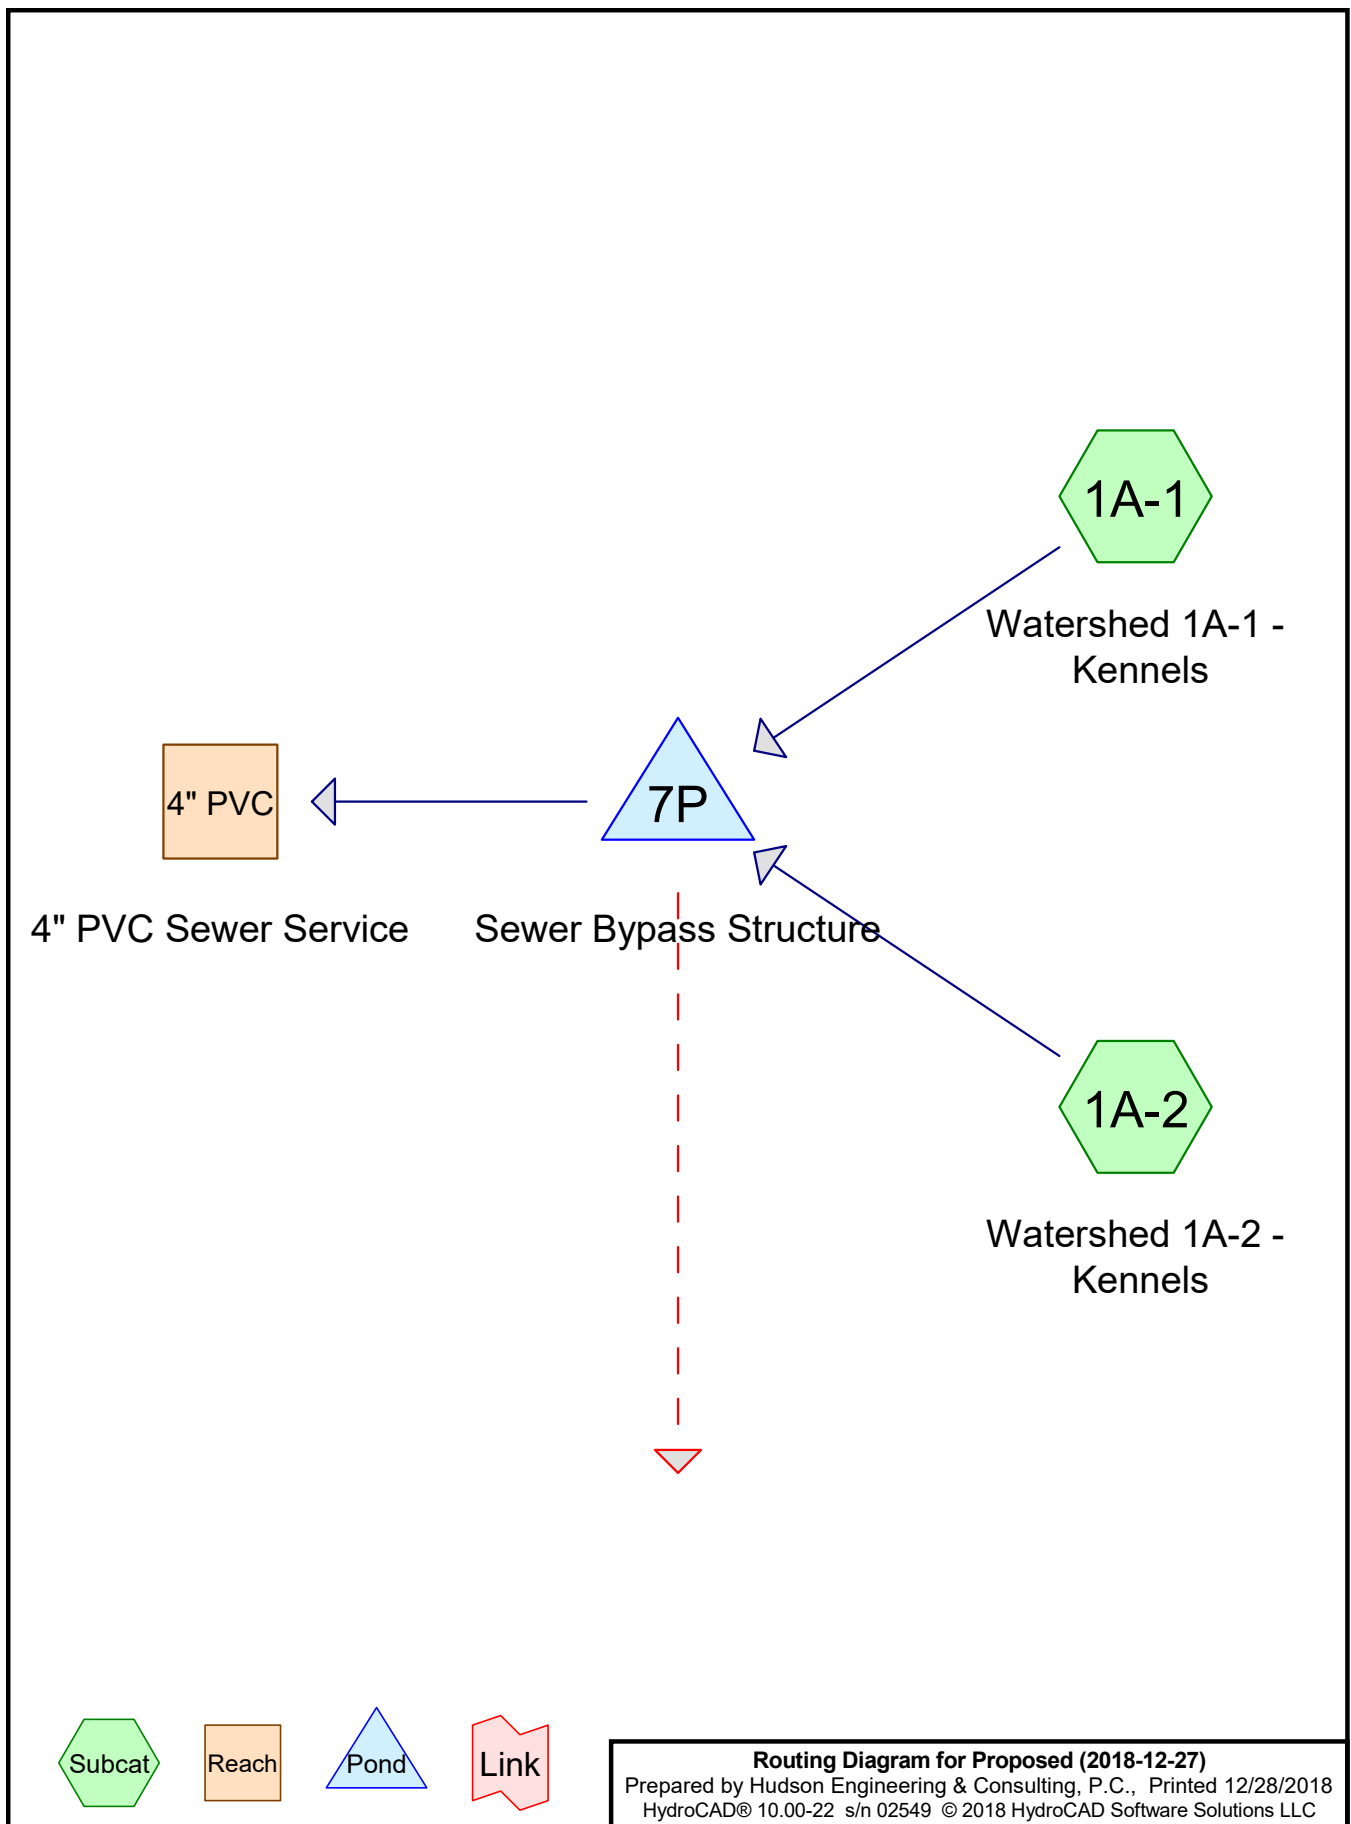 1A-1
Watershed 1A-1 -
Kennels
4" PVC
7P
4" PVC Sewer Service
Sewer Bypass Structure
1A-2
Watershed 1A-2 -
Kennels
Subcat
Reach
Pond
Link
Routing Diagram for Proposed (2018-12-27)
Prepared by Hudson Engineering & Consulting, P.C., Printed 12/28/2018
HydroCAD® 10.00-22 s/n 02549 © 2018 HydroCAD Software Solutions LLC